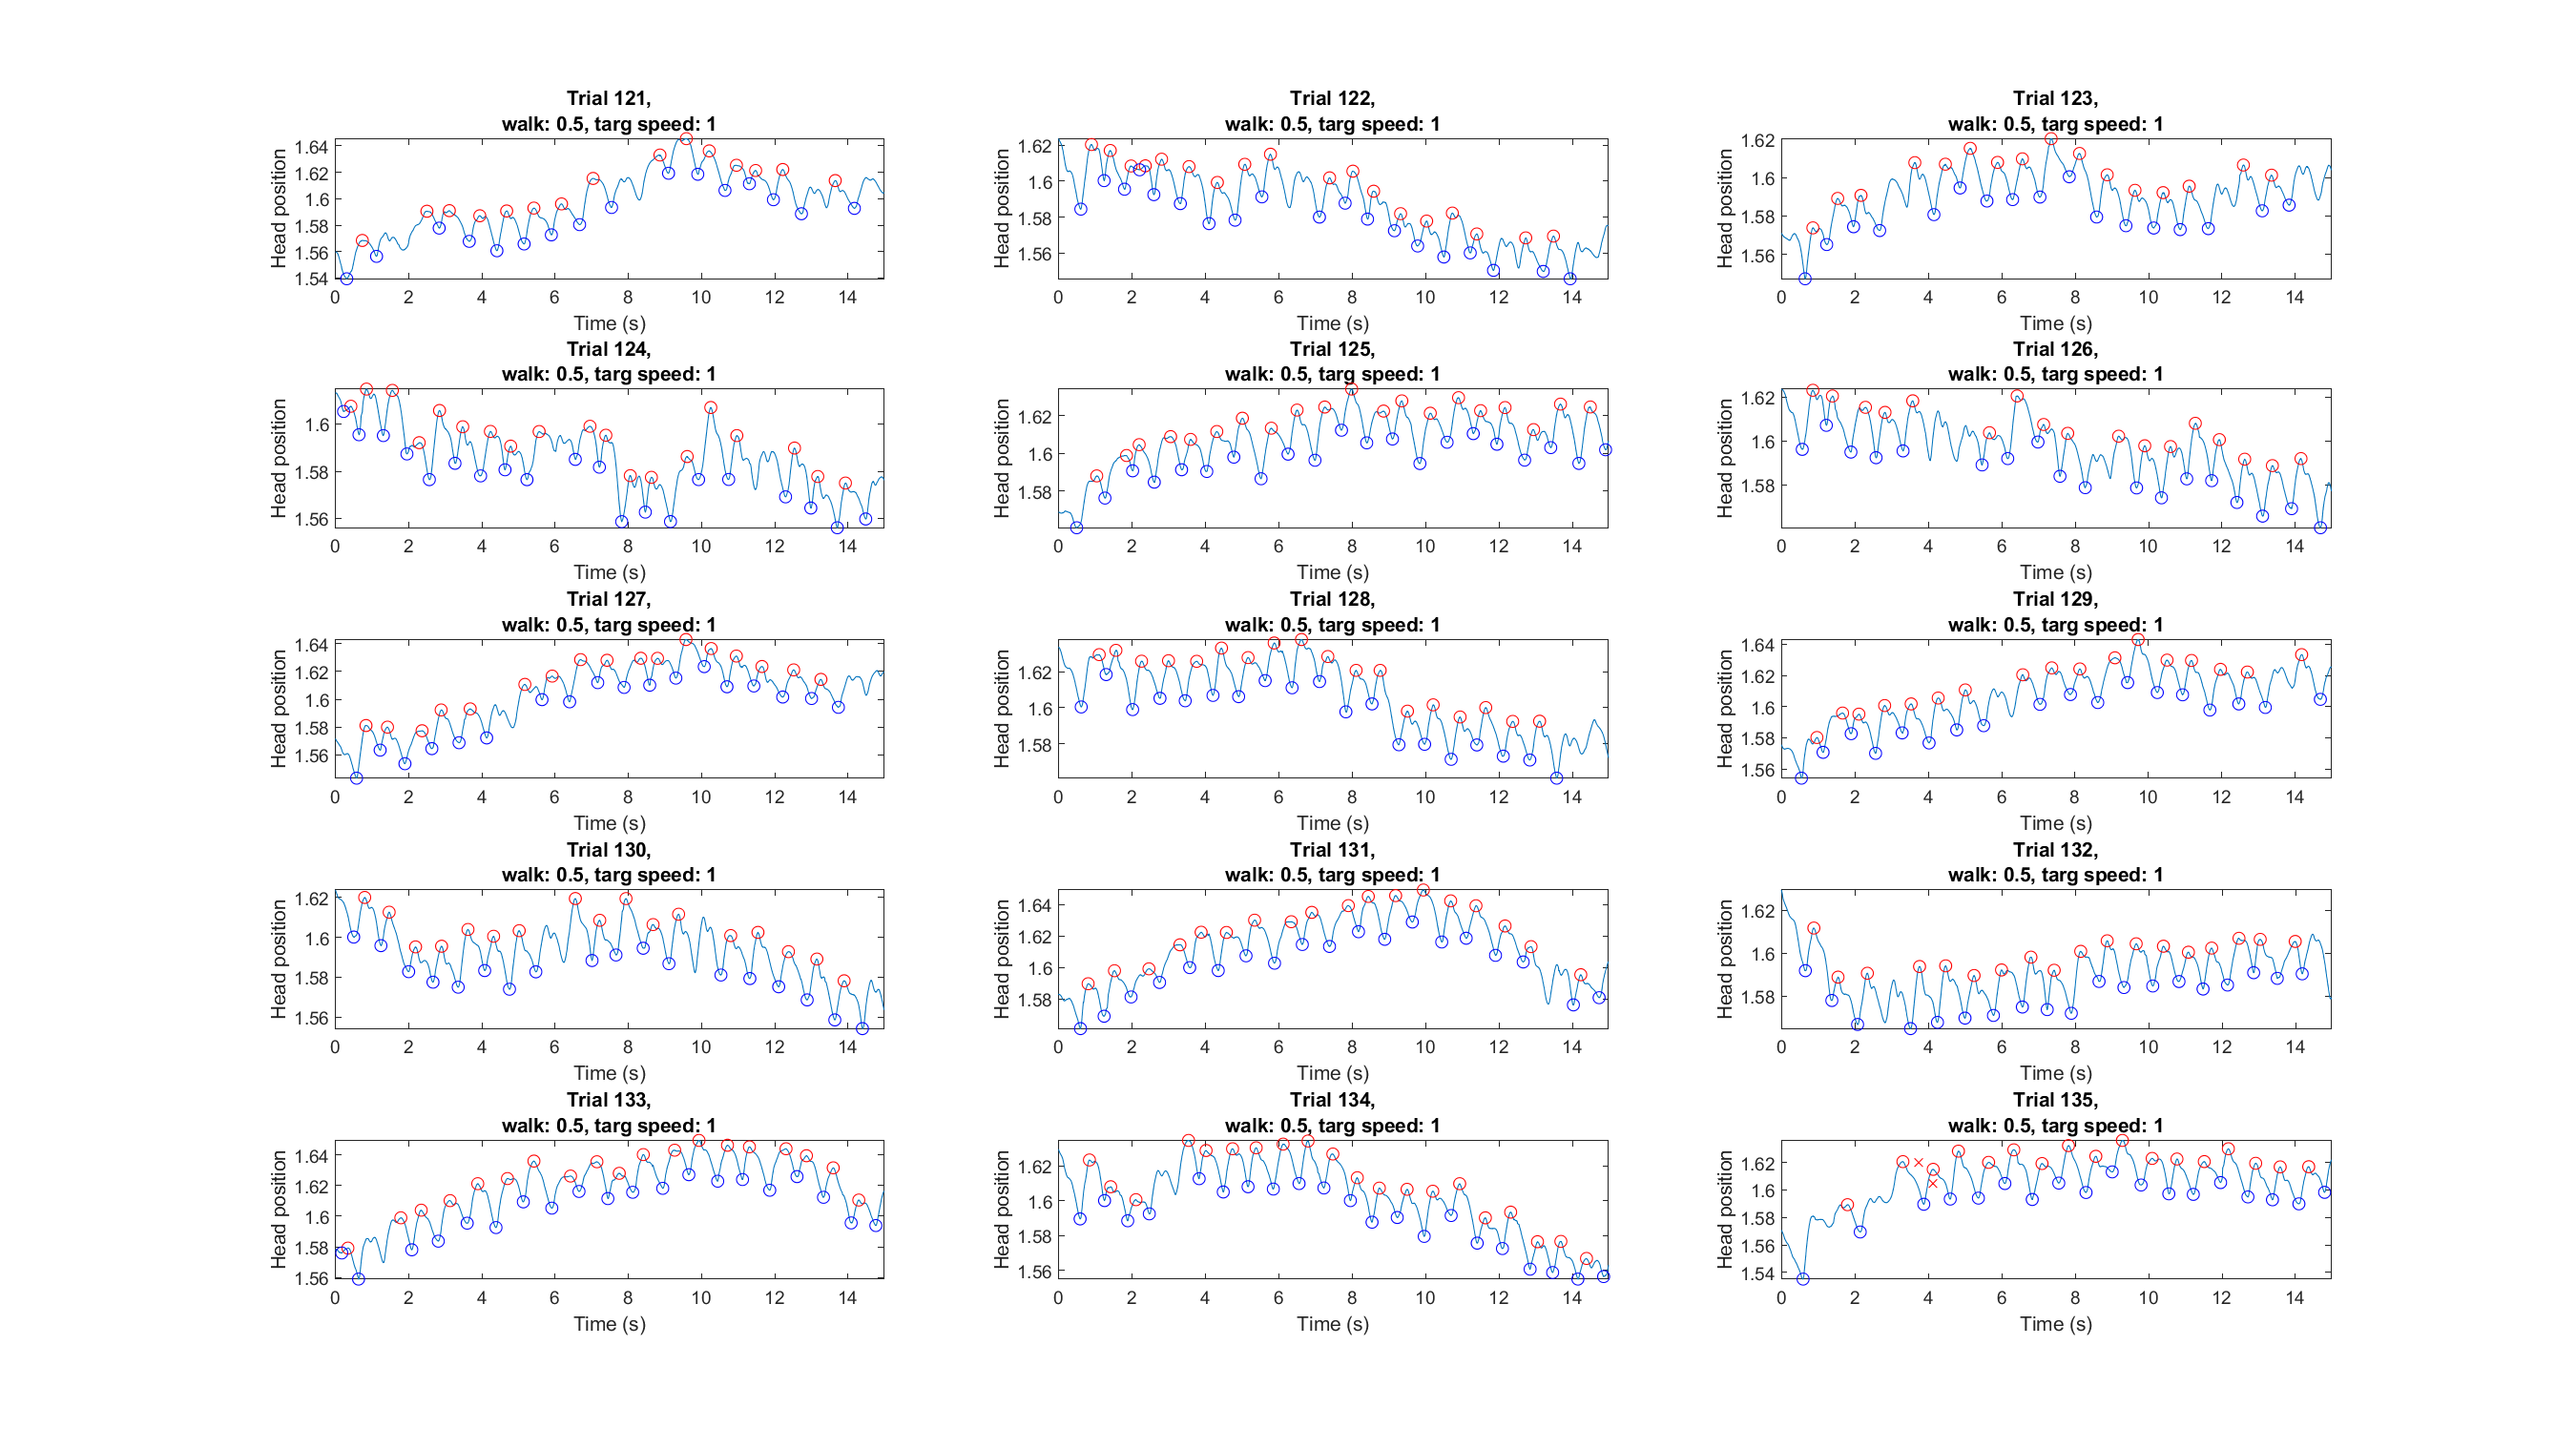 Trial 121,
walk: 0.5, targ speed: 1
Head position
1.64
1.62
1.6
1.58
1.56
1.54
0 2 4 6 8 10 12 14
Time (s)
Trial 122,
walk: 0.5, targ speed: 1
Head position
1.62
1.6
1.58
1.56
0 2 4 6 8 10 12 14
Time (s)
Trial 123,
walk: 0.5, targ speed: 1
Head position
1.62
1.6
1.58
1.56
0 2 4 6 8 10 12 14
Time (s)
Trial 124,
walk: 0.5, targ speed: 1
Head position
1.6
1.58
1.56
0 2 4 6 8 10 12 14
Time (s)
Trial 125,
walk: 0.5, targ speed: 1
Head position
1.62
1.6
1.58
0 2 4 6 8 10 12 14
Time (s)
Trial 126,
walk: 0.5, targ speed: 1
Head position
1.62
1.6
1.58
0 2 4 6 8 10 12 14
Time (s)
Trial 127,
walk: 0.5, targ speed: 1
Head position
1.64
1.62
1.6
1.58
1.56
0 2 4 6 8 10 12 14
Time (s)
Trial 128,
walk: 0.5, targ speed: 1
Head position
1.62
1.6
1.58
0 2 4 6 8 10 12 14
Time (s)
Trial 129,
walk: 0.5, targ speed: 1
Head position
1.64
1.62
1.6
1.58
1.56
0 2 4 6 8 10 12 14
Time (s)
Trial 130,
walk: 0.5, targ speed: 1
Head position
1.62
1.6
1.58
1.56
0 2 4 6 8 10 12 14
Time (s)
Trial 131,
walk: 0.5, targ speed: 1
Head position
1.64
1.62
1.6
1.58
0 2 4 6 8 10 12 14
Time (s)
Trial 132,
walk: 0.5, targ speed: 1
Head position
1.62
1.6
1.58
0 2 4 6 8 10 12 14
Time (s)
Trial 133,
walk: 0.5, targ speed: 1
Head position
1.64
1.62
1.6
1.58
1.56
0 2 4 6 8 10 12 14
Time (s)
Trial 134,
walk: 0.5, targ speed: 1
Head position
1.62
1.6
1.58
1.56
0 2 4 6 8 10 12 14
Time (s)
Trial 135,
walk: 0.5, targ speed: 1
Head position
1.62
1.6
1.58
1.56
1.54
0 2 4 6 8 10 12 14
Time (s)